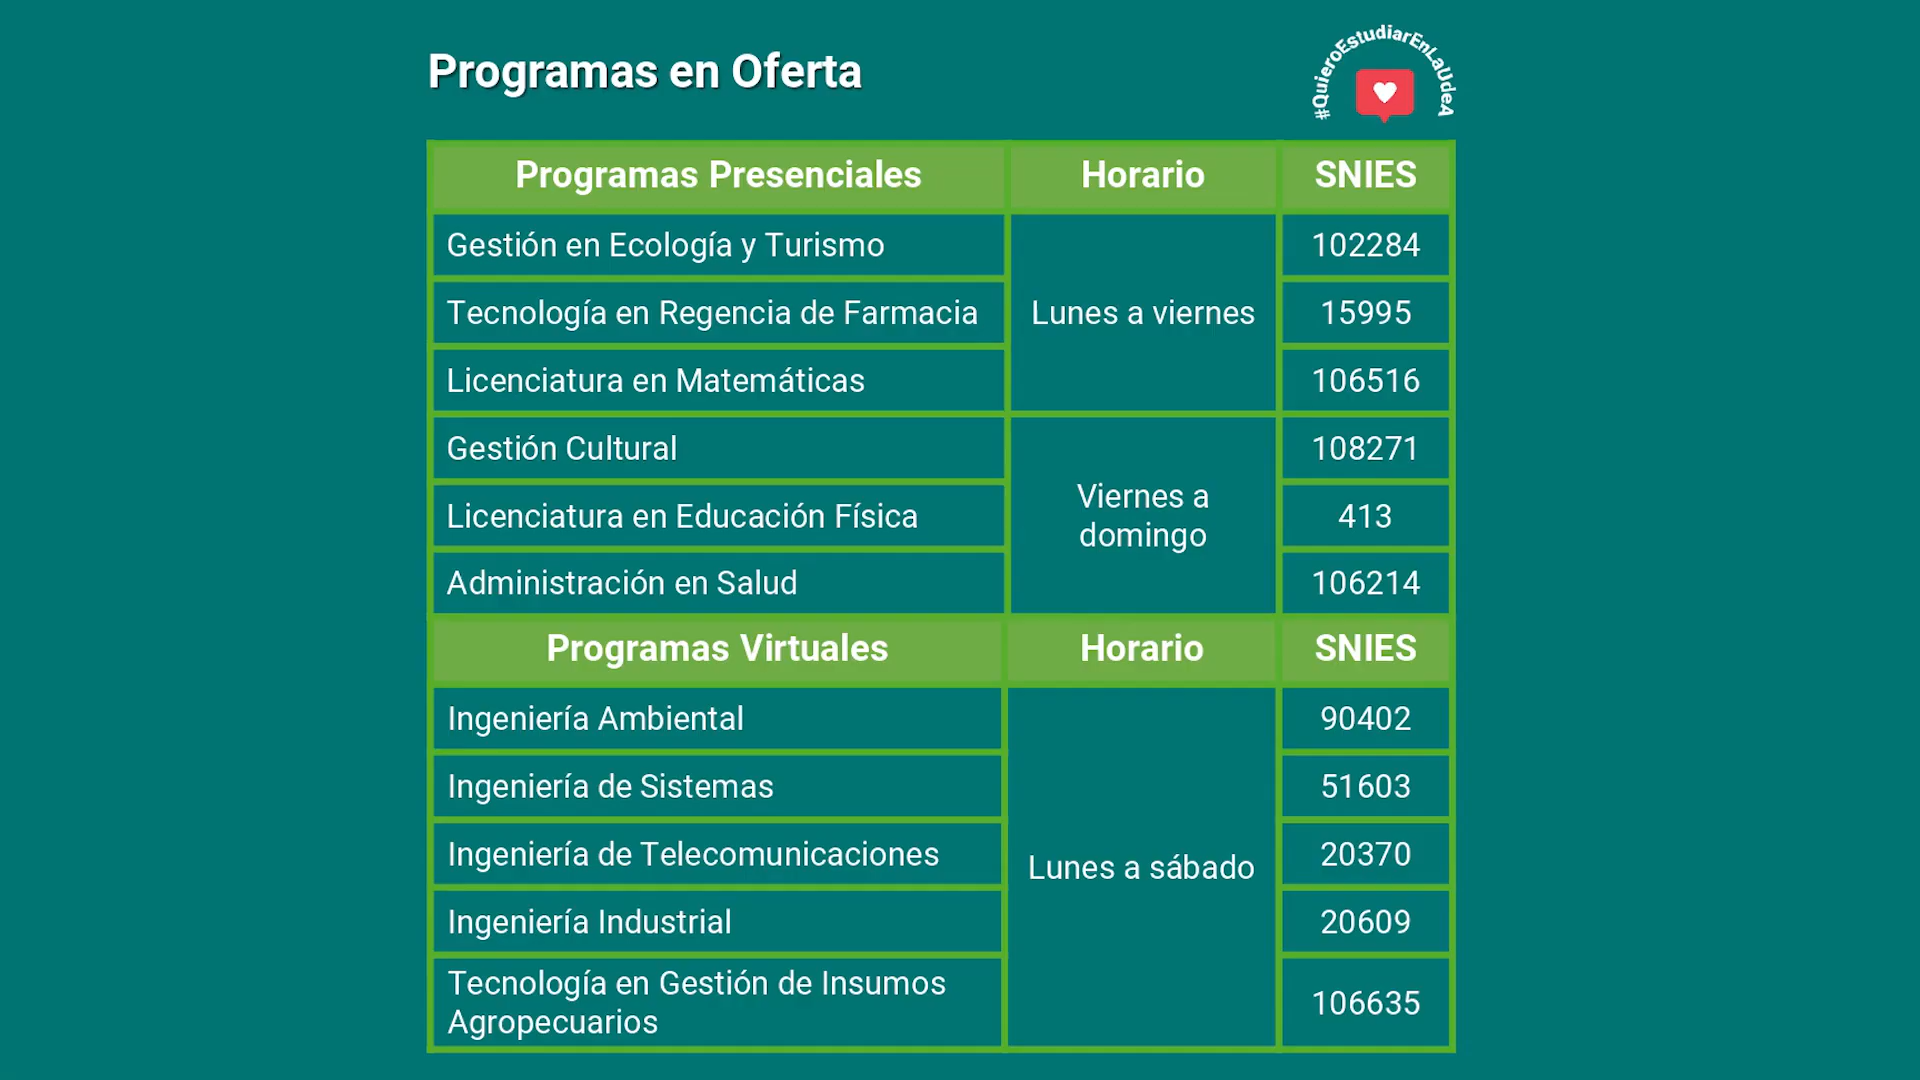 Programas en Oferta
#QuieroEstudiarEnLaUdeA
Programas Presenciales Horario SNIES
Gestión en Ecología y Turismo 102284
Tecnología en Regencia de Farmacia Lunes a viernes 15995
Licenciatura en Matemáticas 106516
Gestión Cultural 108271
Viernes a
domingo
Licenciatura en Educación Física 413
Administración en Salud 106214
Programas Virtuales Horario SNIES
Ingeniería Ambiental 90402
Ingeniería de Sistemas 51603
Ingeniería de Telecomunicaciones 20370
Lunes a sábado
Ingeniería Industrial 20609
Tecnología en Gestión de Insumos
Agropecuarios
106635